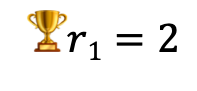 🏆r₁ = 2